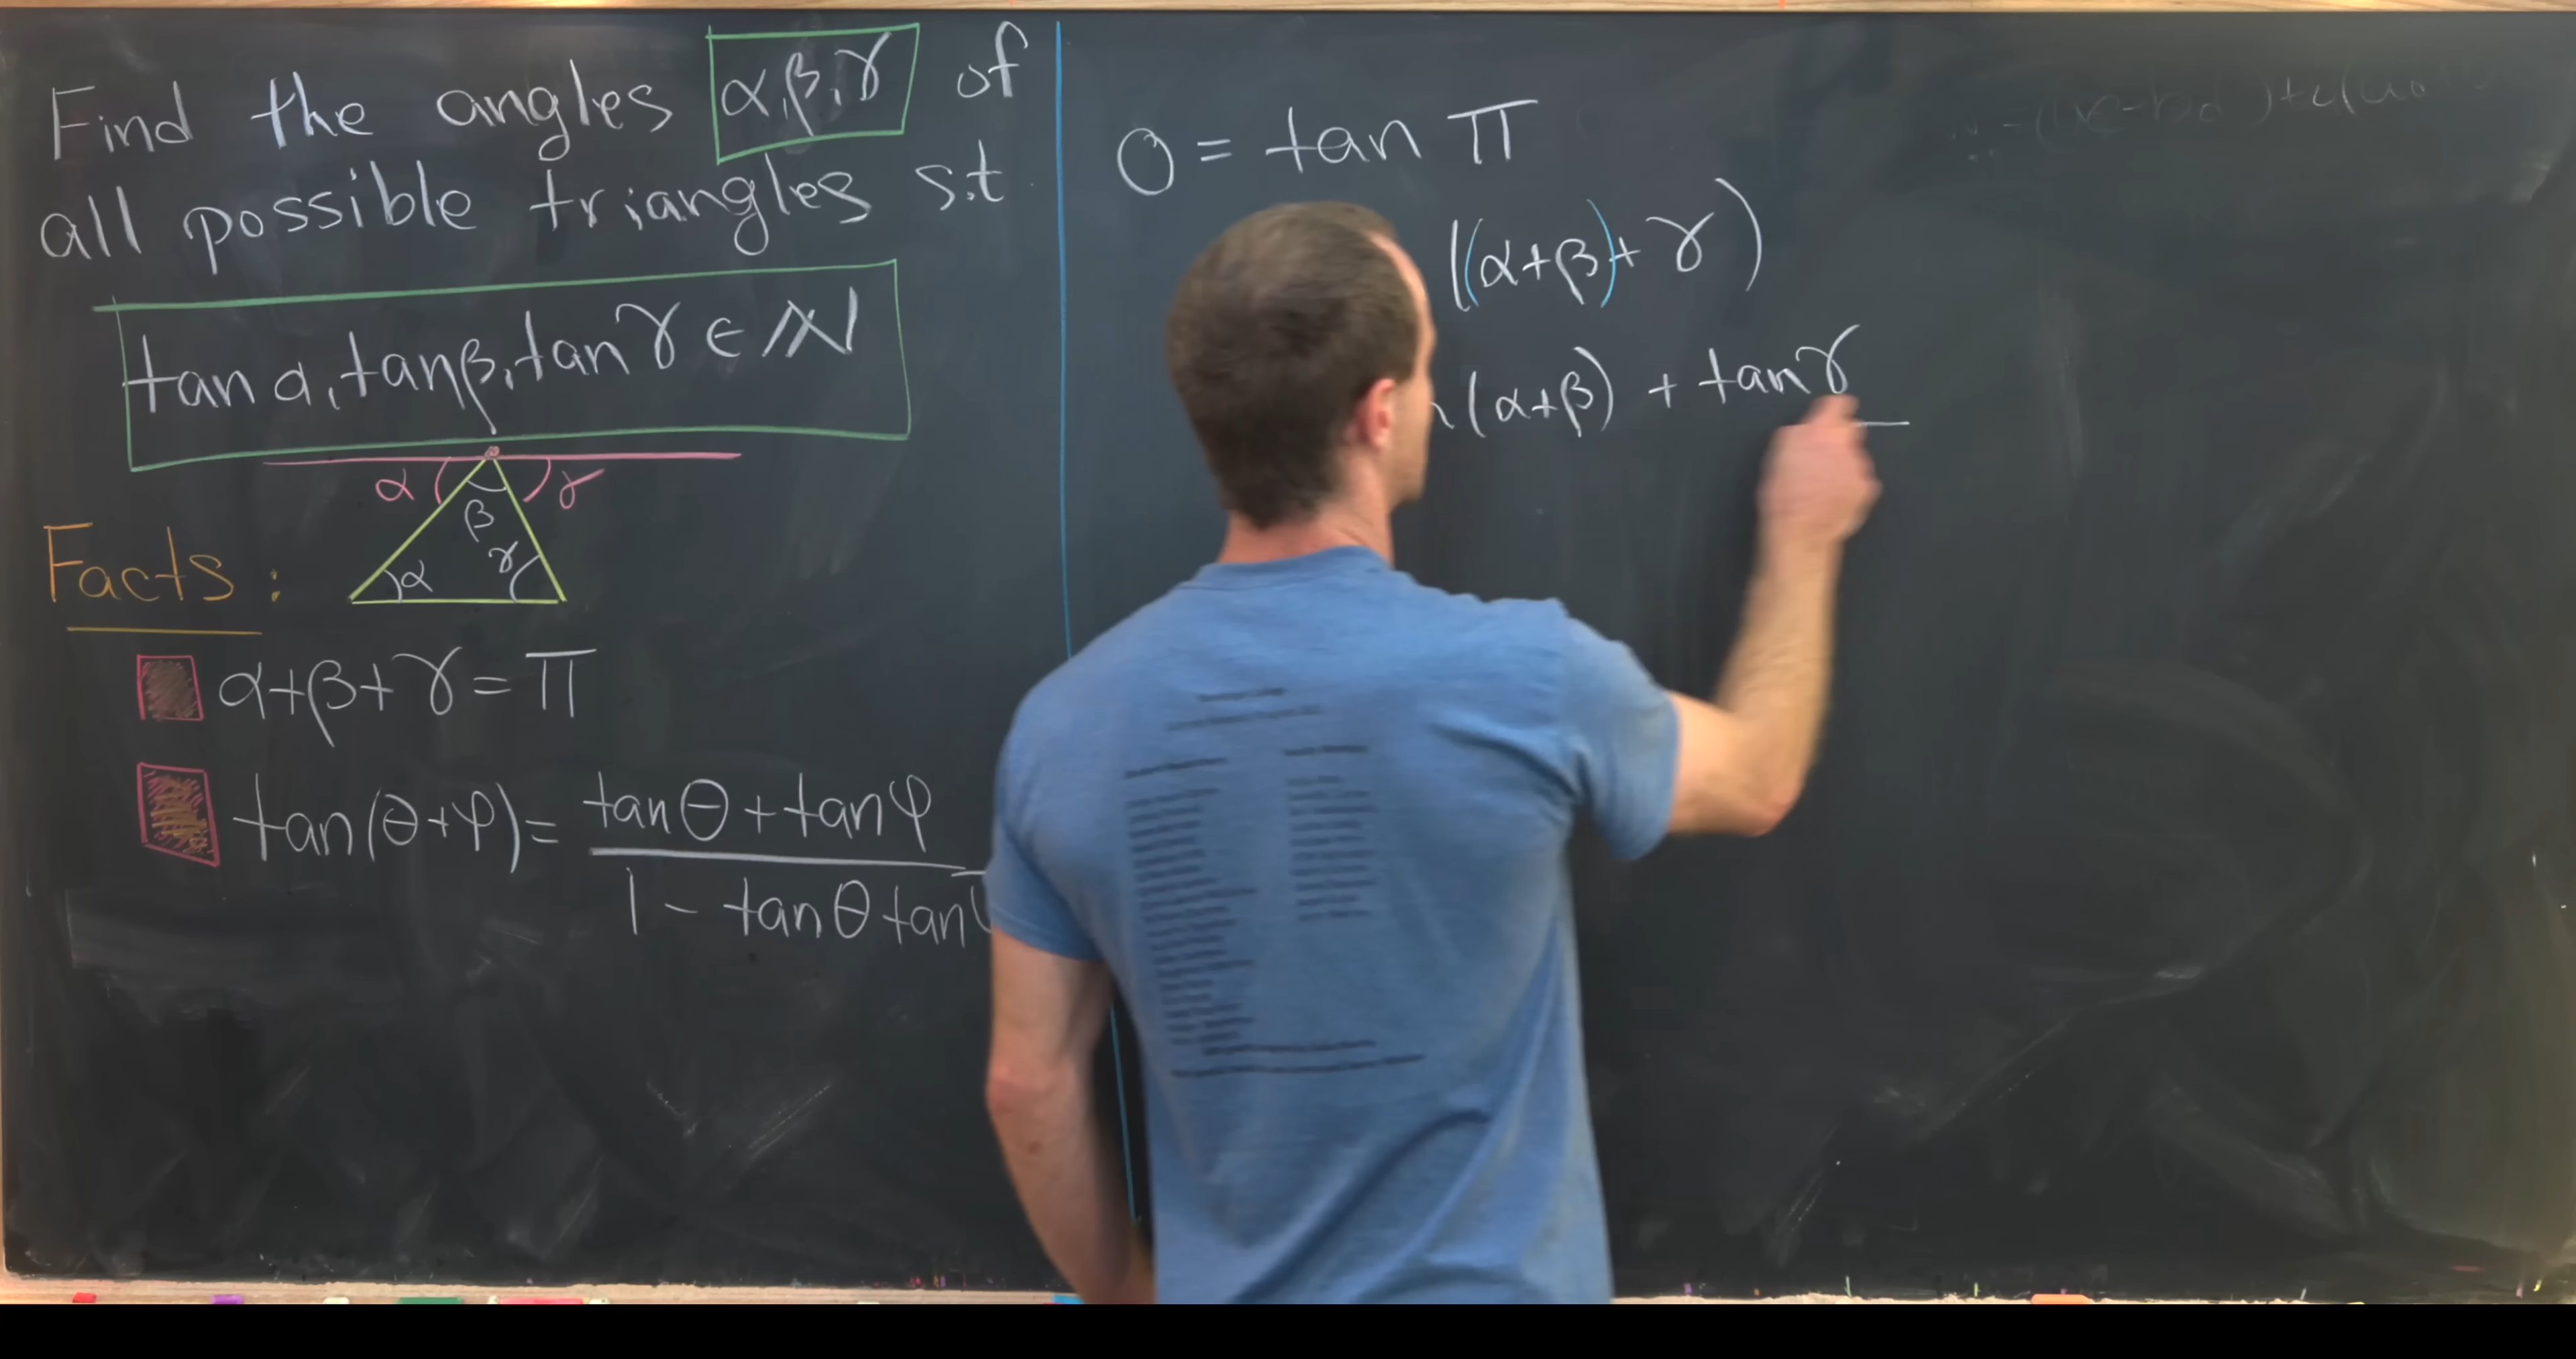 Find the angles α,β,γ of
all possible triangles s.t.
tan α, tan β, tan γ ∈ ℕ
α γ
β
α γ
Facts:
α+β+γ=π
tan(θ+φ)= tanθ+tanφ
1 - tanθ tan
0 = tan π
((α+β)+γ)
(α+β) + tanγ